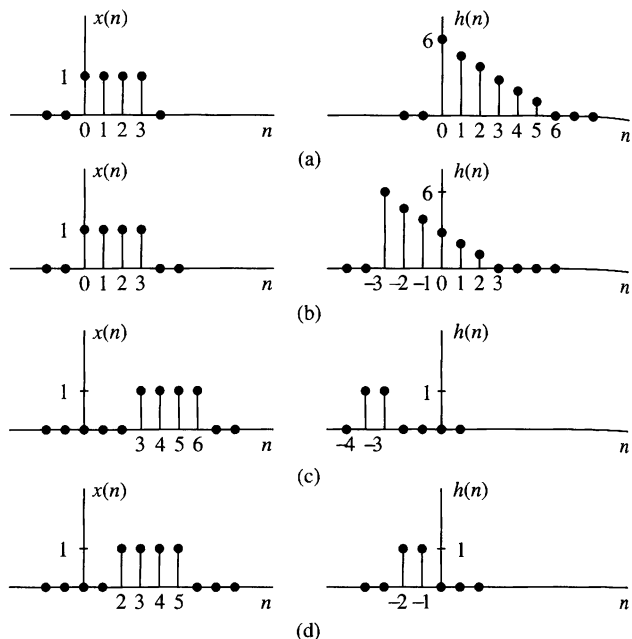 x(n) h(n)
1 6
0 1 2 3 n 0 1 2 3 4 5 6 n
(a)
x(n) h(n)
1 6
0 1 2 3 n −3 −2 −1 0 1 2 3 n
(b)
x(n) h(n)
1 1
3 4 5 6 n −4 −3 n
(c)
x(n) h(n)
1 1
2 3 4 5 n −2 −1 n
(d)